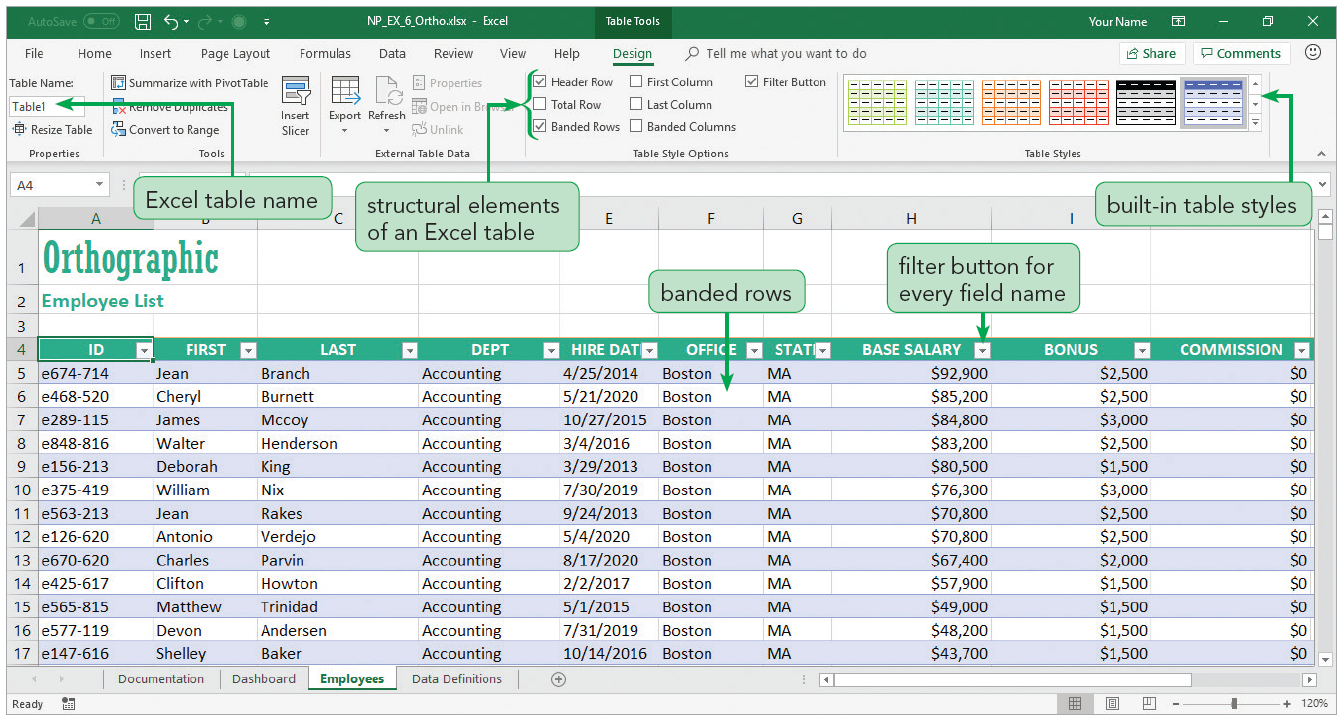 AutoSave Off NP_EX_6_Ortho.xlsx - Excel Table Tools Your Name
File Home Insert Page Layout Formulas Data Review View Help Design Tell me what you want to do Share Comments
Table Name: Summarize with PivotTable Properties Header Row First Column Filter Button
Table1 Remove Duplicates Open in Total Row Last Column
Resize Table Convert to Range Insert Slicer Export Refresh Unlink Banded Rows Banded Columns
Properties Tools External Table Data Table Style Options Table Styles
A4
Excel table name
structural elements
of an Excel table
built-in table styles
A B C E F G H I
1 Orthographic
2 Employee List
3
banded rows
filter button for
every field name
4 ID FIRST LAST DEPT HIRE DAT OFFICE STAT BASE SALARY BONUS COMMISSION
5 e674-714 Jean Branch Accounting 4/25/2014 Boston MA $92,900 $2,500 $0
6 e468-520 Cheryl Burnett Accounting 5/21/2020 Boston MA $85,200 $2,500 $0
7 e289-115 James Mccoy Accounting 10/27/2015 Boston MA $84,800 $3,000 $0
8 e848-816 Walter Henderson Accounting 3/4/2016 Boston MA $83,200 $2,500 $0
9 e156-213 Deborah King Accounting 3/29/2013 Boston MA $80,500 $1,500 $0
10 e375-419 William Nix Accounting 7/30/2019 Boston MA $76,300 $3,000 $0
11 e563-213 Jean Rakes Accounting 9/24/2013 Boston MA $70,800 $2,500 $0
12 e126-620 Antonio Verdejo Accounting 5/4/2020 Boston MA $70,800 $2,500 $0
13 e670-620 Charles Parvin Accounting 8/17/2020 Boston MA $67,400 $2,000 $0
14 e425-617 Clifton Howton Accounting 2/2/2017 Boston MA $57,900 $1,500 $0
15 e565-815 Matthew Trinidad Accounting 5/1/2015 Boston MA $49,000 $1,500 $0
16 e577-119 Devon Andersen Accounting 7/31/2019 Boston MA $48,200 $1,500 $0
17 e147-616 Shelley Baker Accounting 10/14/2016 Boston MA $43,700 $1,500 $0
Documentation Dashboard Employees Data Definitions
Ready 120%